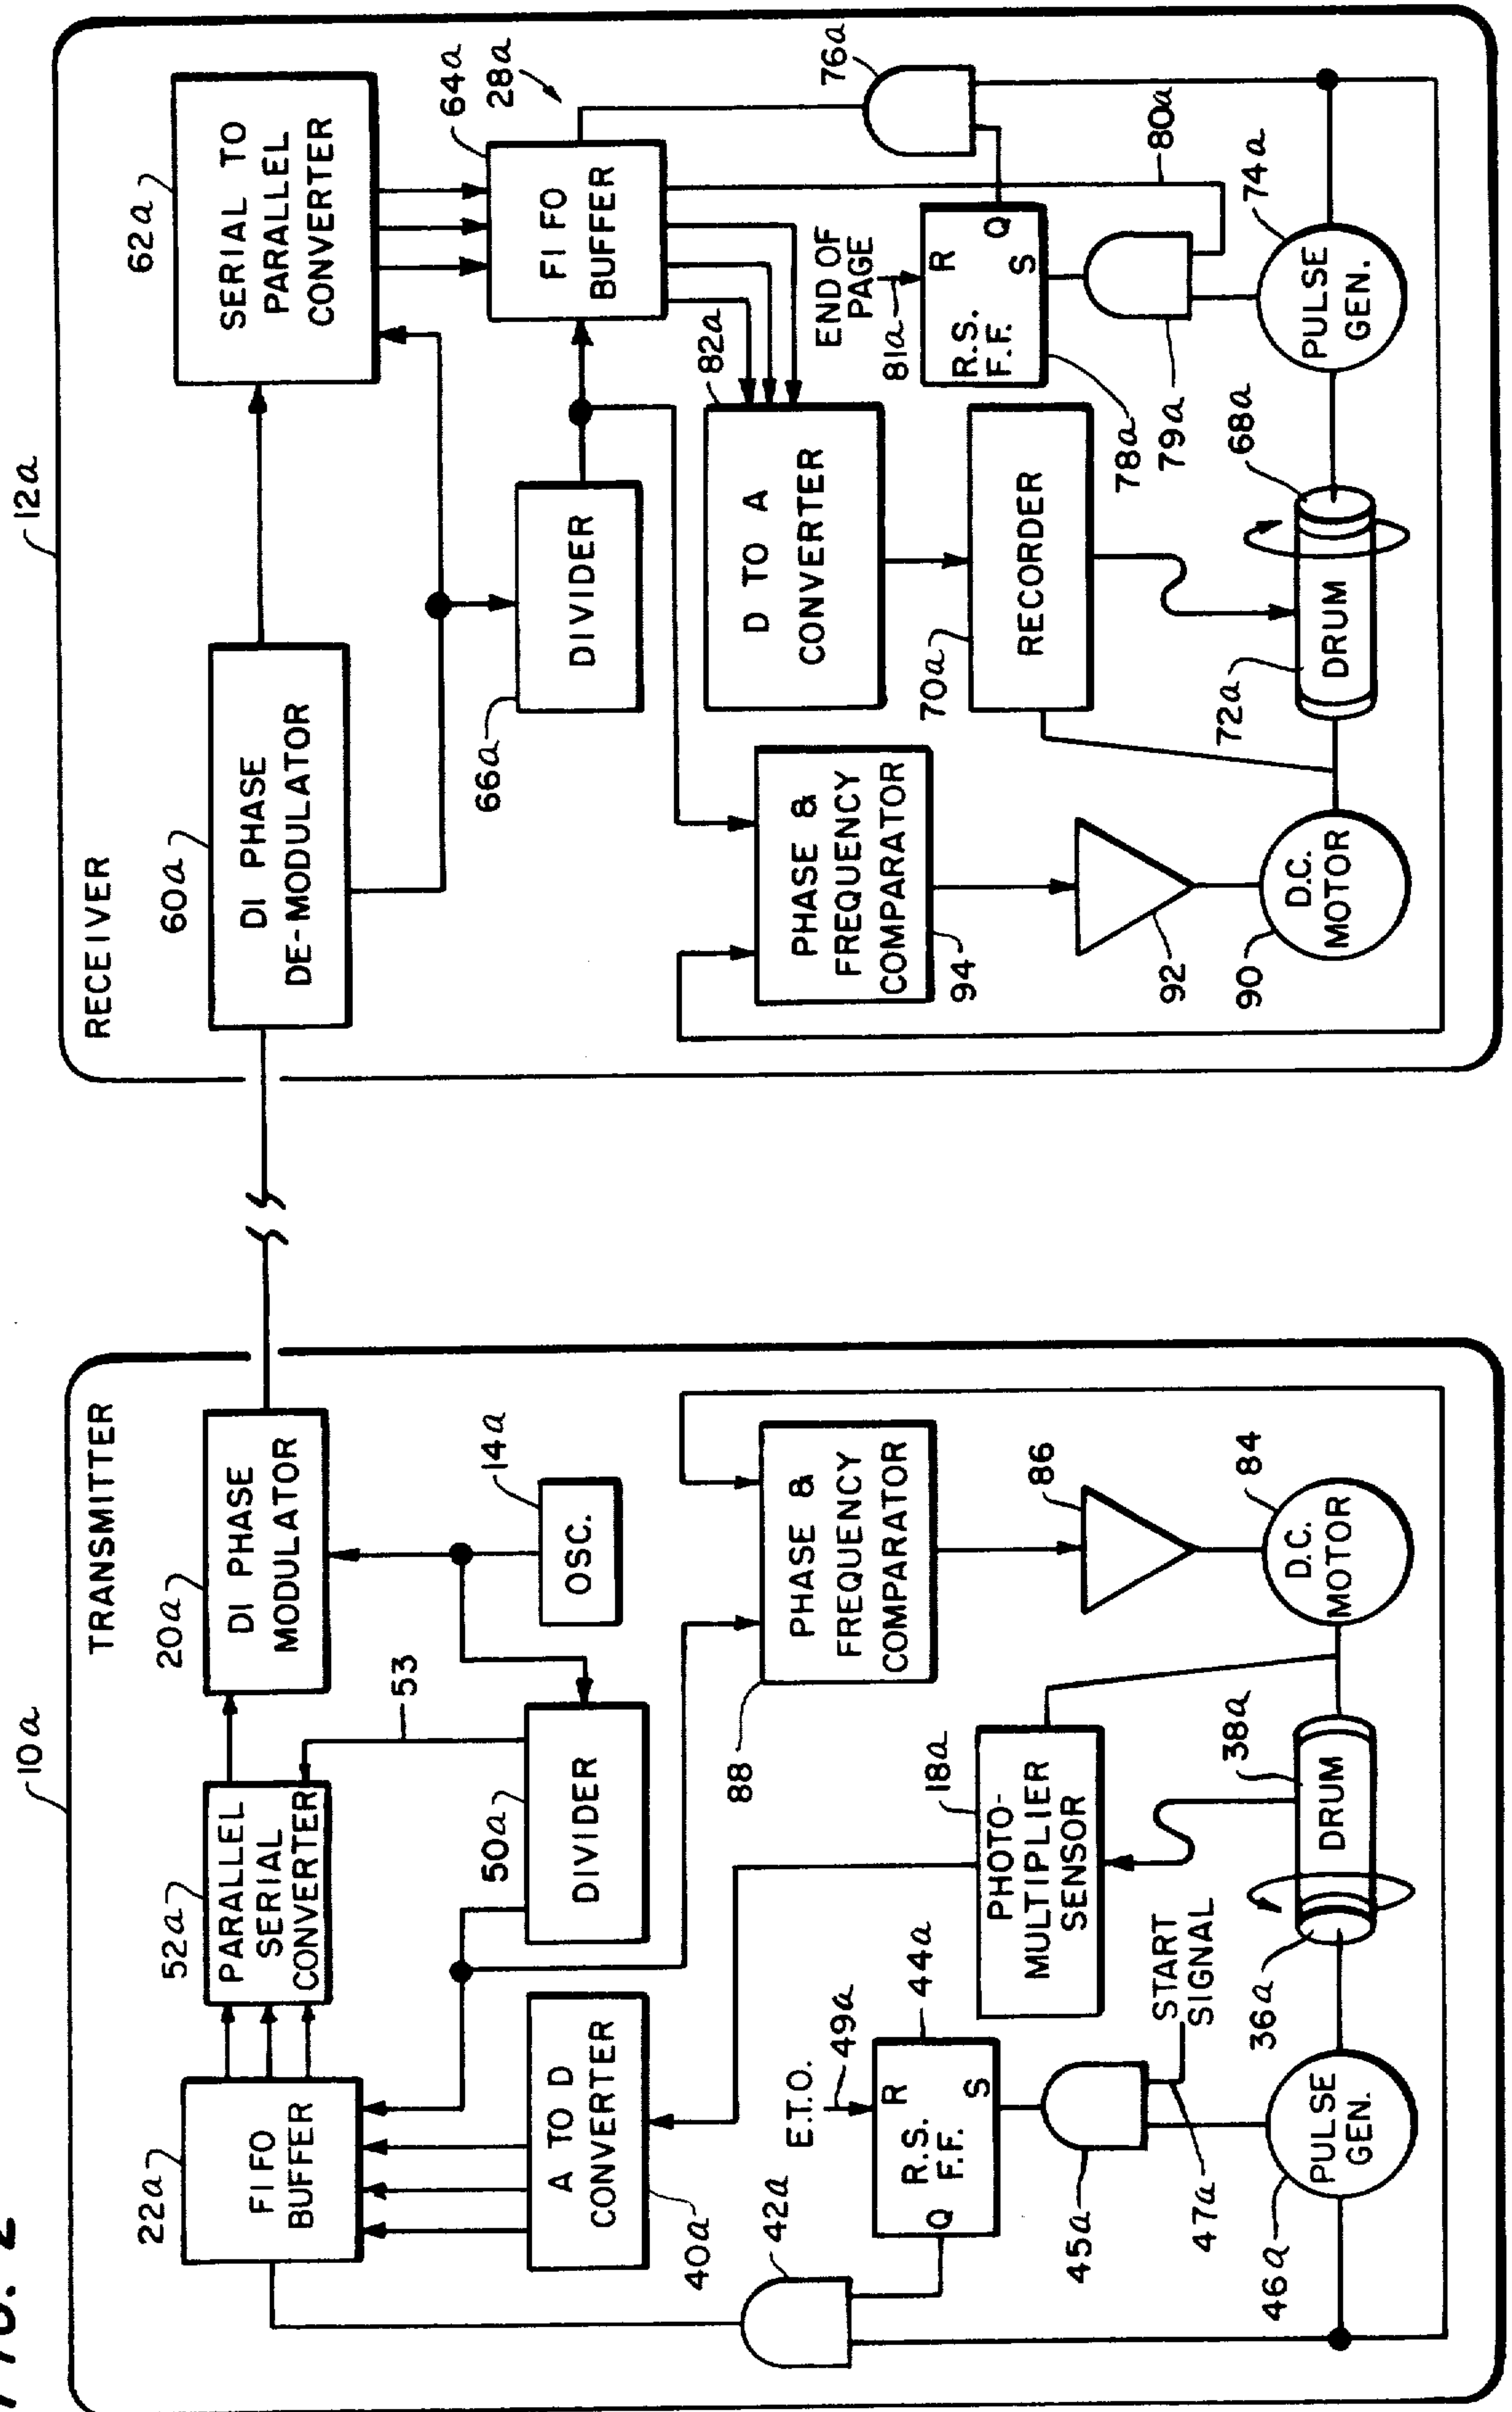 FIG. 2
10a
TRANSMITTER
20a
DI PHASE
MODULATOR
14a
OSC.
52a
PARALLEL
SERIAL
CONVERTER
53
50a
DIVIDER
22a
FIFO
BUFFER
A TO D
CONVERTER
40a
42a
88
PHASE &
FREQUENCY
COMPARATOR
86
84
D.C.
MOTOR
18a
PHOTO-
MULTIPLIER
SENSOR
38a
DRUM
36a
E.T.O.
49a
44a
R
R.S.
F.F.
Q
S
45a
START
SIGNAL
47a
46a
PULSE
GEN.
12a
RECEIVER
60a
DI PHASE
DE-MODULATOR
62a
SERIAL TO
PARALLEL
CONVERTER
64a
28a
FIFO
BUFFER
66a
DIVIDER
82a
D TO A
CONVERTER
76a
80a
END OF
PAGE
81a
R
Q
R.S.
F.F.
S
78a
79a
74a
PULSE
GEN.
70a
RECORDER
68a
72a
DRUM
PHASE &
FREQUENCY
COMPARATOR
94
92
90
D.C.
MOTOR